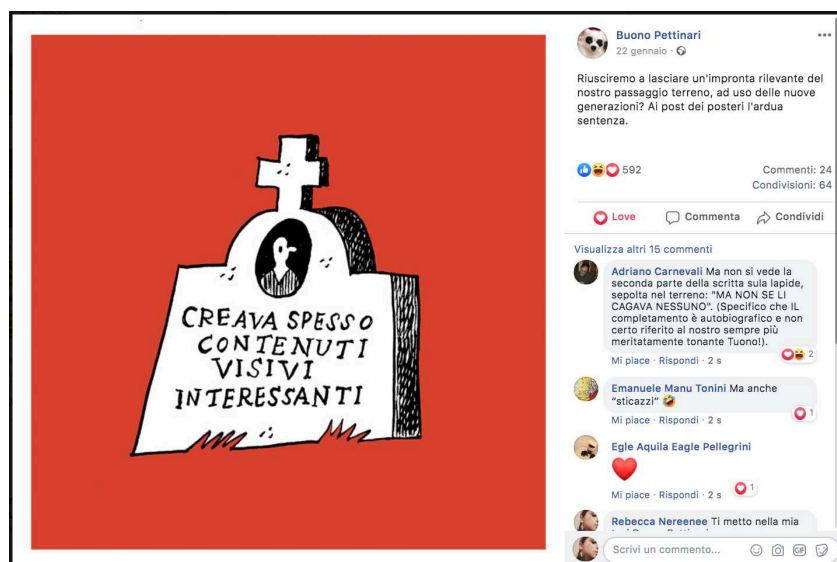 CREAVA SPESSO
CONTENUTI
VISIVI
INTERESSANTI
Buono Pettinari
22 gennaio ·
Riusciremo a lasciare un'impronta rilevante del
nostro passaggio terreno, ad uso delle nuove
generazioni? Ai post dei posteri l'ardua
sentenza.
592
Commenti: 24
Condivisioni: 64
Love
Commenta
Condividi
Visualizza altri 15 commenti
Adriano Carnevali Ma non si vede la
seconda parte della scritta sula lapide,
sepolta nel terreno: "MA NON SE LI
CAGAVA NESSUNO". (Specifico che IL
completamento è autobiografico e non
certo riferito al nostro sempre più
meritatamente tonante Tuono!).
2
Mi piace · Rispondi · 2 s
Emanuele Manu Tonini Ma anche
“sticazzi”
1
Mi piace · Rispondi · 2 s
Egle Aquila Eagle Pellegrini
1
Mi piace · Rispondi · 2 s
Rebecca Nereenee Ti metto nella mia
Scrivi un commento...
GIF